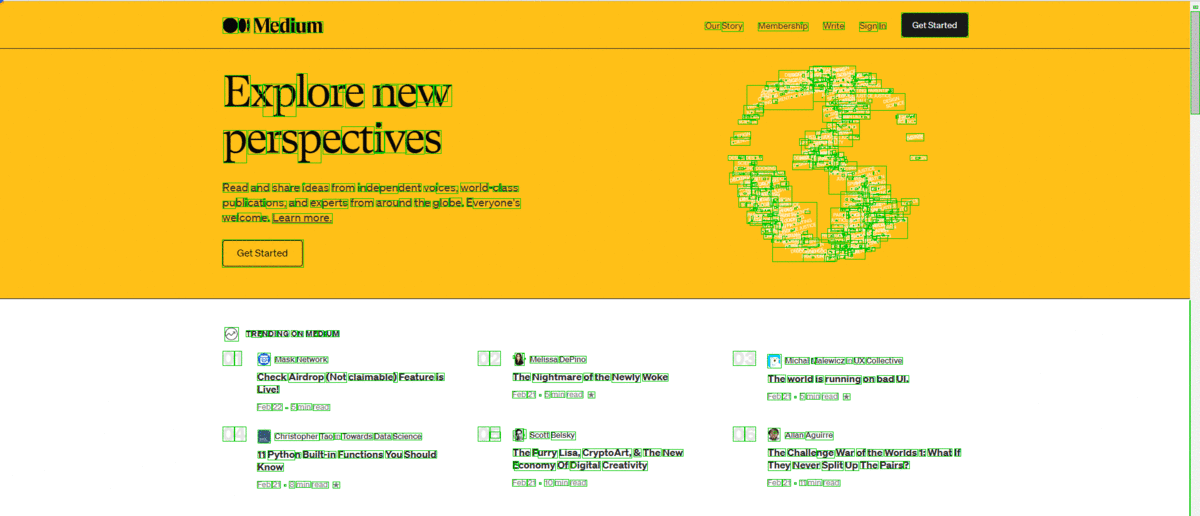 Medium
Our Story Membership Write Sign In Get Started
Explore new
perspectives
Read and share ideas from independent voices, world-class
publications, and experts from around the globe. Everyone's
welcome. Learn more.
Get Started
TRENDING ON MEDIUM
01
Mask Network
Check Airdrop (Not claimable) Feature is
Live!
Feb 22 · 5 min read
02
Melissa DePino
The Nightmare of the Newly Woke
Feb 21 · 5 min read
03
Michal Malewicz in UX Collective
The world is running on bad UI.
Feb 21 · 5 min read
04
Christopher Tao in Towards Data Science
11 Python Built-in Functions You Should
Know
Feb 21 · 8 min read
05
Scott Belsky
The Furry Lisa, CryptoArt, & The New
Economy Of Digital Creativity
Feb 21 · 10 min read
06
Allan Aguirre
The Challenge War of the Worlds 1: What If
They Never Split Up The Pairs?
Feb 21 · 11 min read